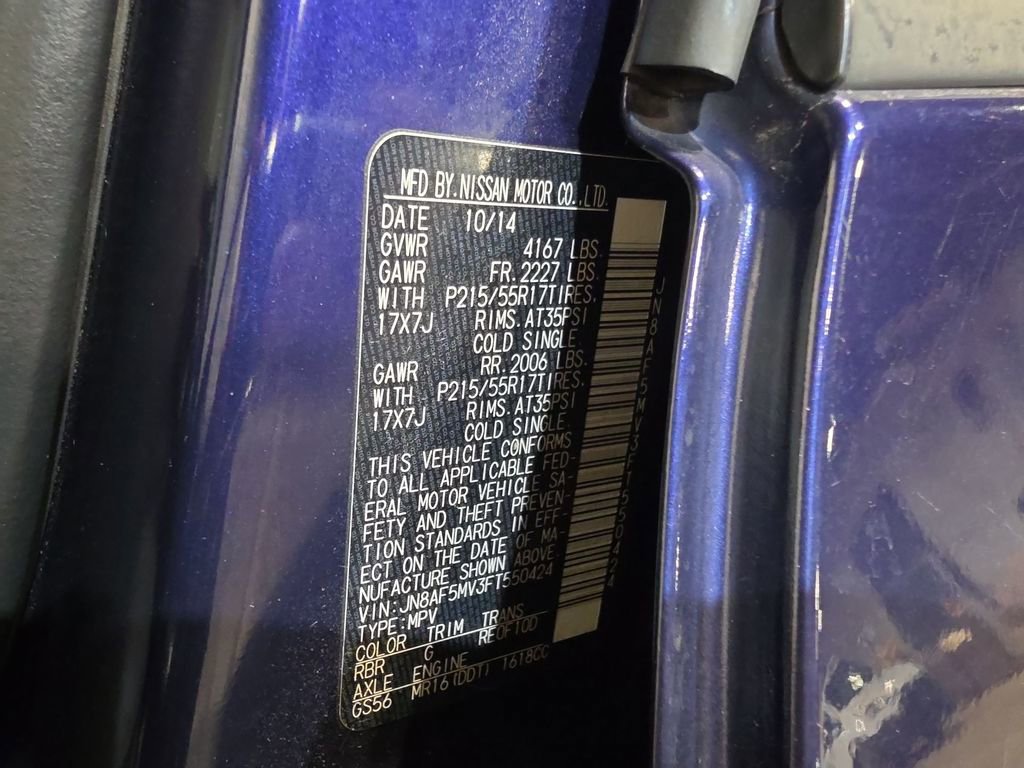 MFD BY.NISSAN MOTOR CO.,LTD.
DATE 10/14
GVWR 4167 LBS.
GAWR FR.2227 LBS.
WITH P215/55R17TIRES.
17X7J RIMS.AT35PSI
COLD SINGLE.
GAWR RR.2006 LBS.
WITH P215/55R17TIRES.
17X7J RIMS.AT35PSI
COLD SINGLE.
THIS VEHICLE CONFORMS
TO ALL APPLICABLE FED-
ERAL MOTOR VEHICLE SA-
FETY AND THEFT PREVEN-
TION STANDARDS IN EFF-
ECT ON THE DATE OF MA-
NUFACTURE SHOWN ABOVE
VIN:JN8AF5MV3FT550424
TYPE:MPV
COLOR TRIM TRANS
RBR G RE0F10D
AXLE ENGINE
GS56 MR16(DDT) 1618CC
JN8AF5MV3FT550424